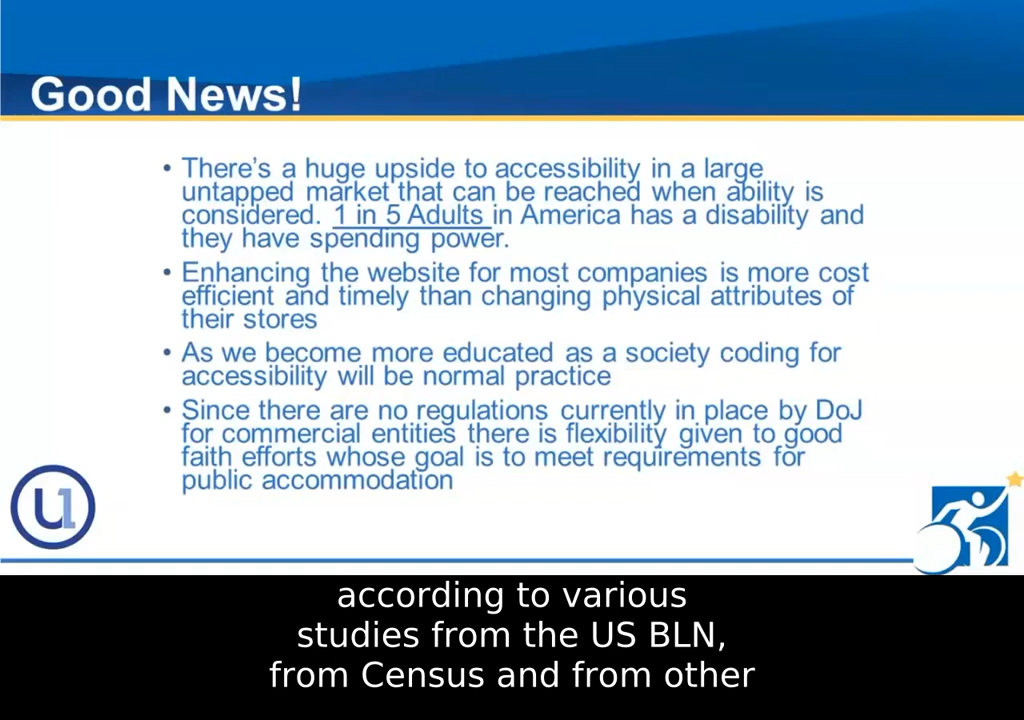 Good News!
• There’s a huge upside to accessibility in a large
untapped market that can be reached when ability is
considered. 1 in 5 Adults in America has a disability and
they have spending power.
• Enhancing the website for most companies is more cost
efficient and timely than changing physical attributes of
their stores
• As we become more educated as a society coding for
accessibility will be normal practice
• Since there are no regulations currently in place by DoJ
for commercial entities there is flexibility given to good
faith efforts whose goal is to meet requirements for
public accommodation
U1
according to various
studies from the US BLN,
from Census and from other